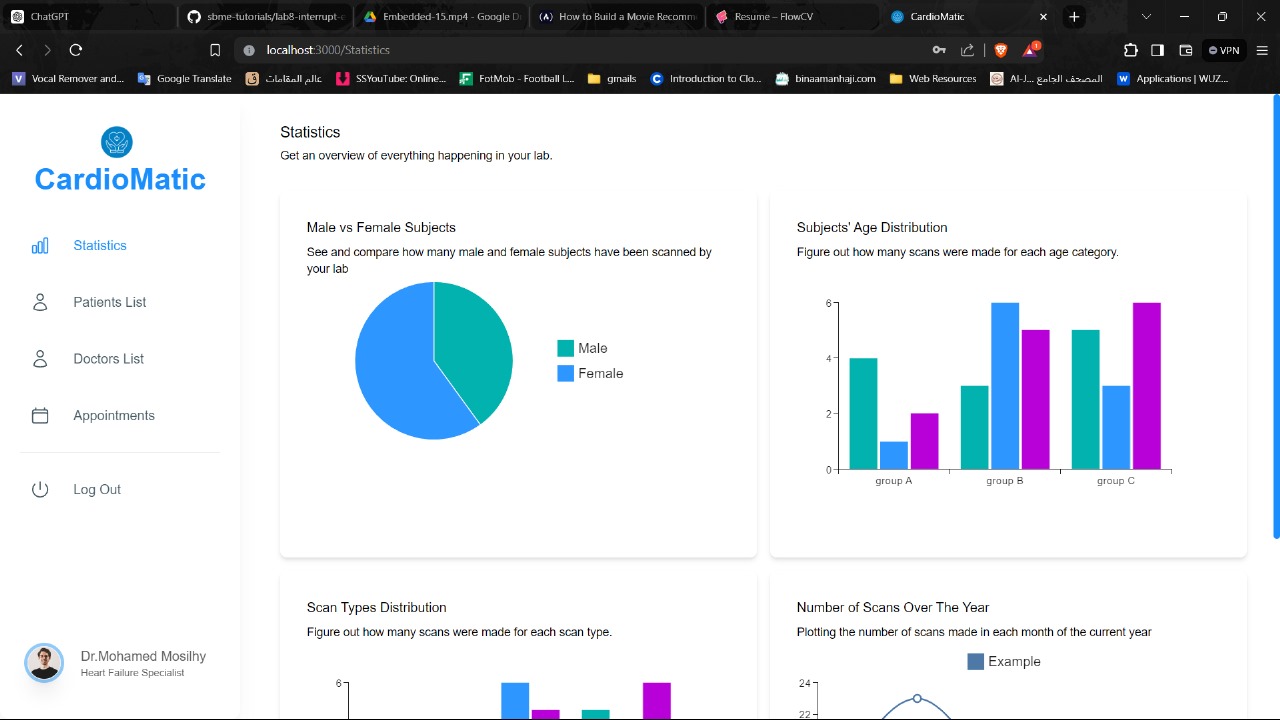 ChatGPT
sbme-tutorials/lab8-interrupt-e
Embedded-15.mp4 - Google D
How to Build a Movie Recomm
Resume – FlowCV
CardioMatic
localhost:3000/Statistics
VPN
Vocal Remover and...
Google Translate
عالم المقامات
SSYouTube: Online...
FotMob - Football L...
gmails
Introduction to Clo...
binaamanhaji.com
Web Resources
Al-J... المصحف الجامع
Applications | WUZ...
CardioMatic
Statistics
Patients List
Doctors List
Appointments
Log Out
Dr.Mohamed Mosilhy
Heart Failure Specialist
Statistics
Get an overview of everything happening in your lab.
Male vs Female Subjects
See and compare how many male and female subjects have been scanned by
your lab
Male
Female
Subjects' Age Distribution
Figure out how many scans were made for each age category.
6
4
2
0
group A
group B
group C
Scan Types Distribution
Figure out how many scans were made for each scan type.
6
Number of Scans Over The Year
Plotting the number of scans made in each month of the current year
Example
24
22